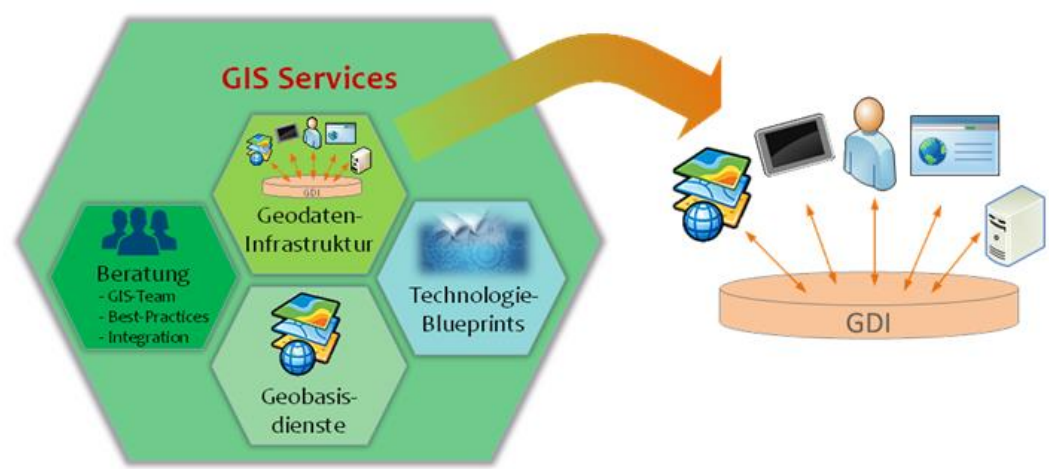 GIS Services
GDI
Geodaten-
Infrastruktur
Beratung
- GIS-Team
- Best-Practices
- Integration
Technologie-
Blueprints
Geobasis-
dienste
GDI